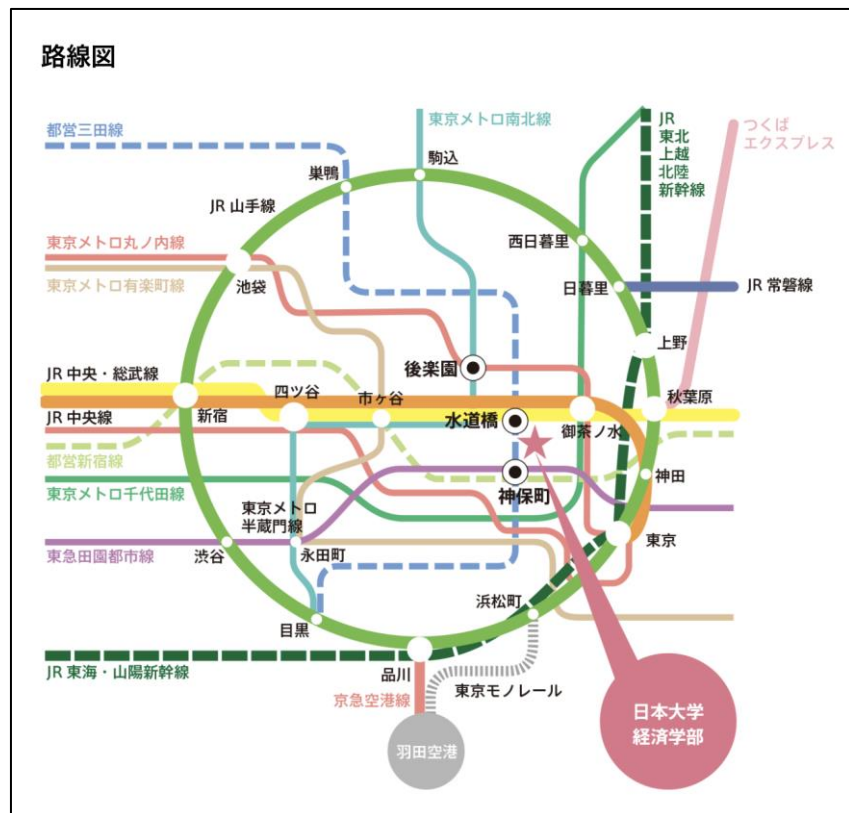 路線図
都営三田線
東京メトロ南北線
JR
東北
上越
北陸
新幹線
つくば
エクスプレス
巣鴨
駒込
JR 山手線
西日暮里
東京メトロ丸ノ内線
東京メトロ有楽町線
池袋
日暮里
JR 常磐線
上野
後楽園
JR 中央・総武線
四ツ谷
市ヶ谷
秋葉原
新宿
水道橋
御茶ノ水
JR 中央線
都営新宿線
神田
東京メトロ千代田線
神保町
東京メトロ
半蔵門線
東京
東急田園都市線
渋谷
永田町
浜松町
目黒
JR 東海・山陽新幹線
品川
東京モノレール
京急空港線
日本大学
経済学部
羽田空港